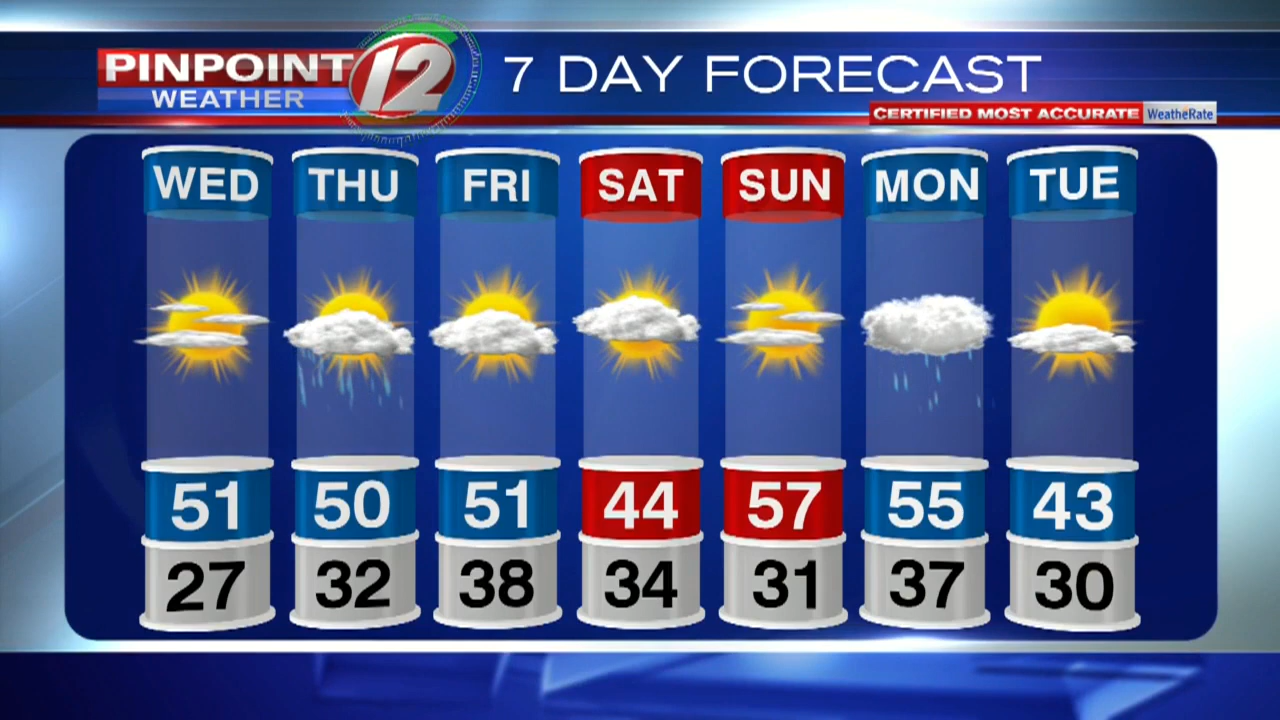 PINPOINT 12
WEATHER
7 DAY FORECAST
CERTIFIED MOST ACCURATE WeatheRate
WED THU FRI SAT SUN MON TUE
51 50 51 44 57 55 43
27 32 38 34 31 37 30